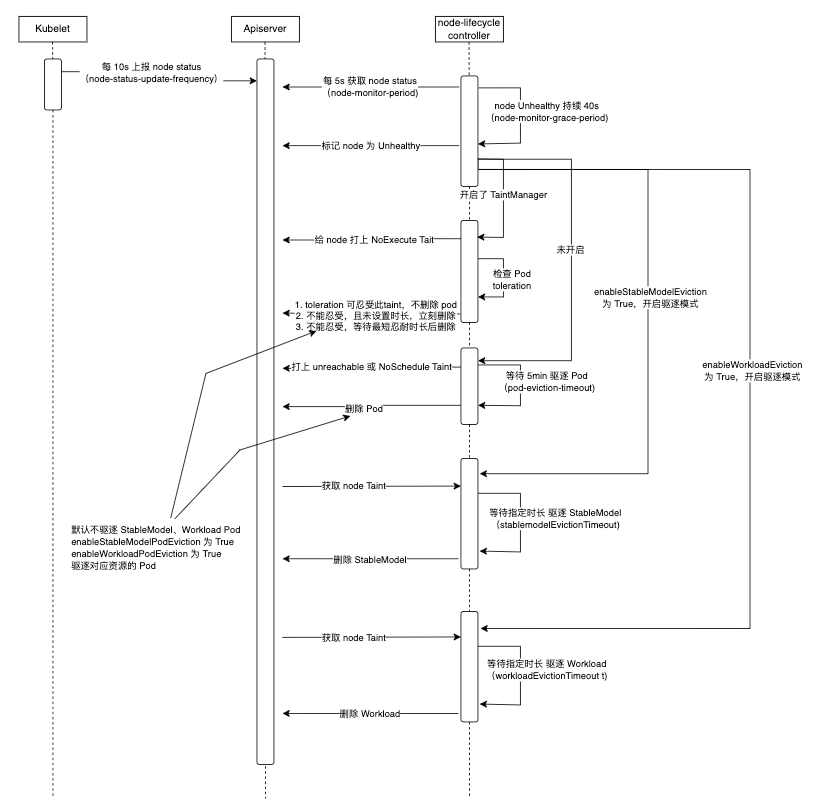 Kubelet
Apiserver
node-lifecycle
controller
每 10s 上报 node status
（node-status-update-frequency）
每 5s 获取 node status
（node-monitor-period）
node Unhealthy 持续 40s
（node-monitor-grace-period）
标记 node 为 Unhealthy
开启了 TaintManager
给 node 打上 NoExecute Tait
未开启
检查 Pod
toleration
enableStableModelEviction
为 True，开启驱逐模式
1. toleration 可忍受此taint，不删除 pod
2. 不能忍受，且未设置时长，立刻删除
3. 不能忍受，等待最短忍耐时长后删除
打上 unreachable 或 NoSchedule Taint
enableWorkloadEviction
为 True，开启驱逐模式
等待 5min 驱逐 Pod
（pod-eviction-timeout）
删除 Pod
获取 node Taint
等待指定时长 驱逐 StableModel
（stablemodelEvictionTimeout）
默认不驱逐 StableModel、Workload Pod
enableStableModelPodEviction 为 True
enableWorkloadPodEviction 为 True
驱逐对应资源的 Pod
删除 StableModel
获取 node Taint
等待指定时长 驱逐 Workload
（workloadEvictionTimeout t）
删除 Workload